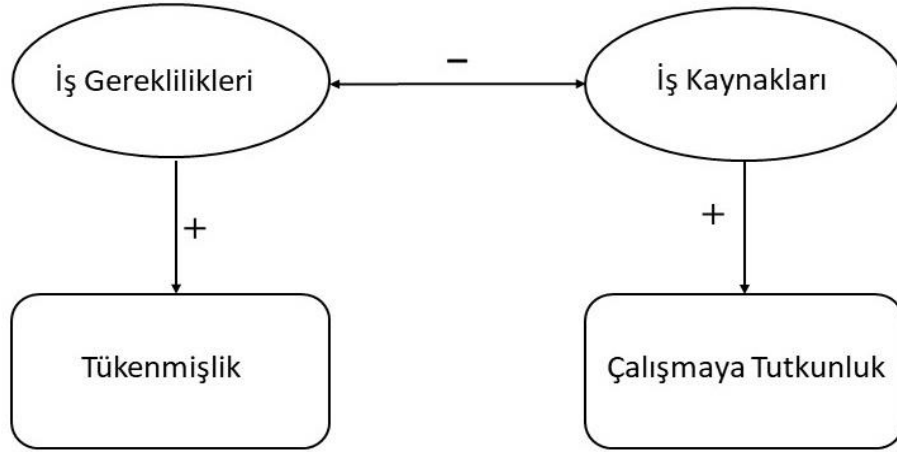 İş Gereklilikleri
−
İş Kaynakları
+
+
Tükenmişlik
Çalışmaya Tutkunluk